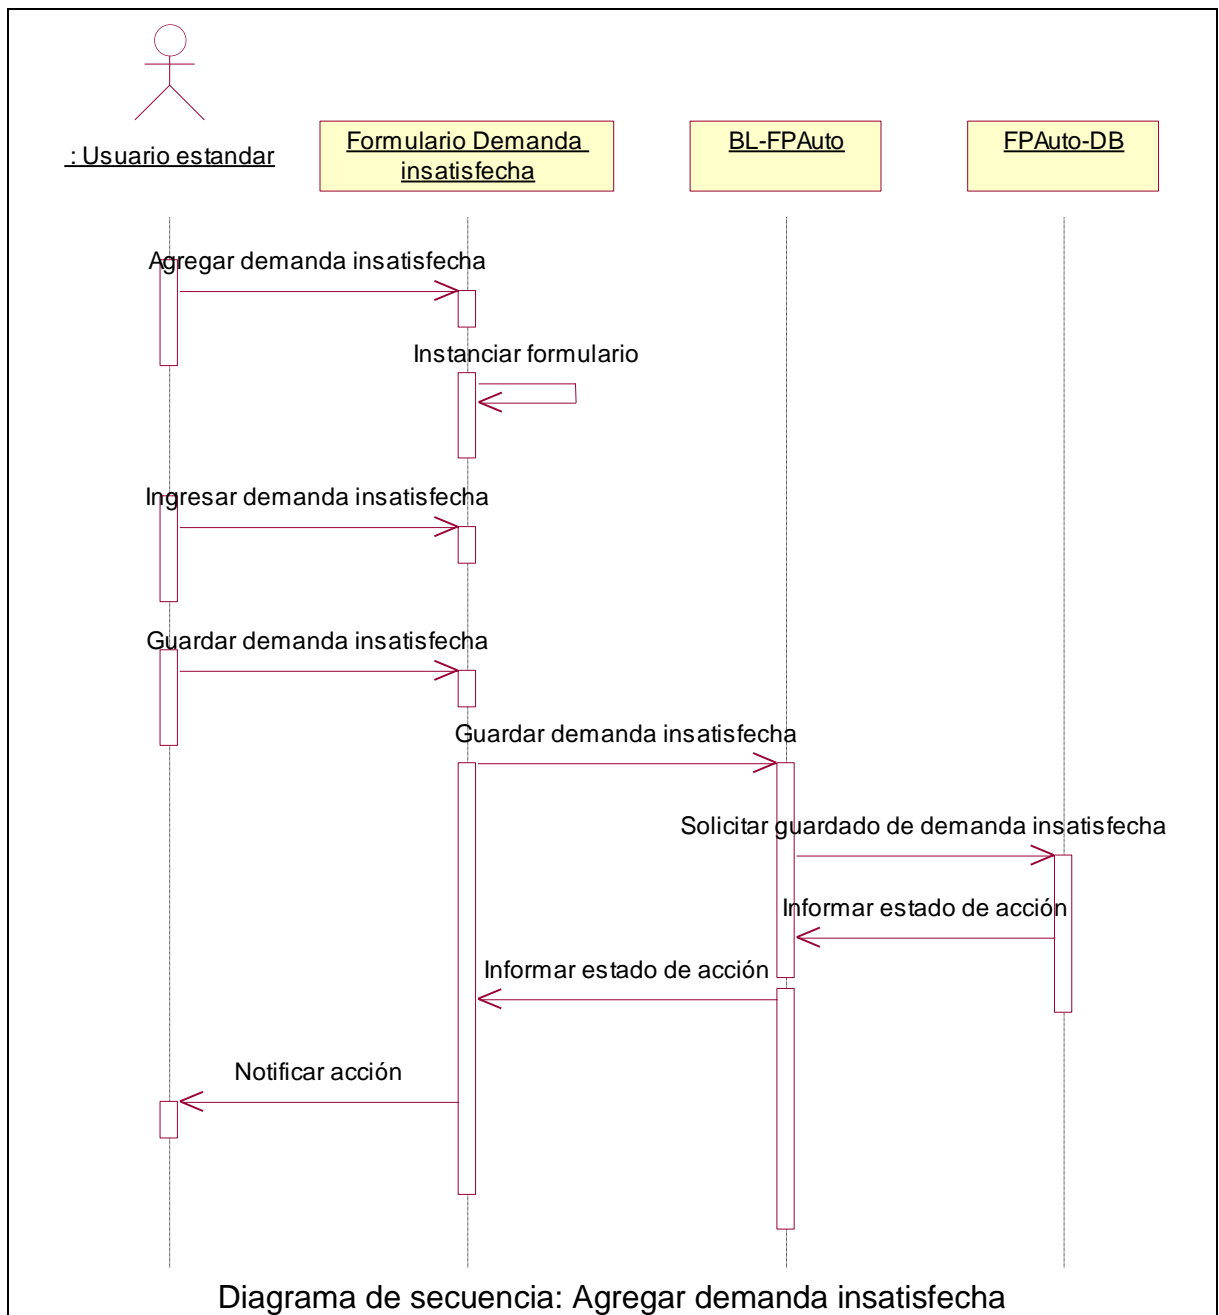 : Usuario estandar
Formulario Demanda
insatisfecha
BL-FPAuto
FPAuto-DB
Agregar demanda insatisfecha
Instanciar formulario
Ingresar demanda insatisfecha
Guardar demanda insatisfecha
Guardar demanda insatisfecha
Solicitar guardado de demanda insatisfecha
Informar estado de acción
Informar estado de acción
Notificar acción
Diagrama de secuencia: Agregar demanda insatisfecha